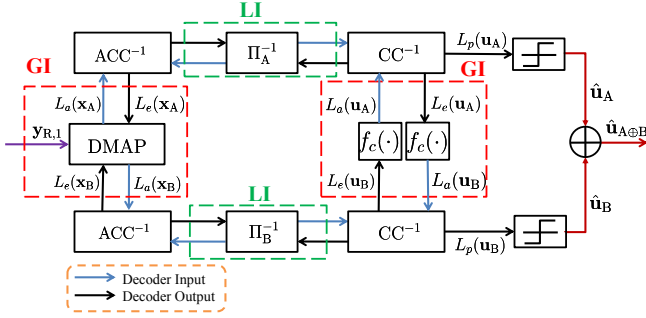 LI
ACC⁻¹
Π_A⁻¹
CC⁻¹
L_p(u_A)
GI
GI
L_a(x_A)
L_e(x_A)
L_a(u_A)
L_e(u_A)
û_A
y_R,1
DMAP
f_c(·)
f_c(·)
û_A⊕B
L_e(x_B)
L_a(x_B)
L_e(u_B)
L_a(u_B)
LI
û_B
ACC⁻¹
Π_B⁻¹
CC⁻¹
L_p(u_B)
Decoder Input
Decoder Output